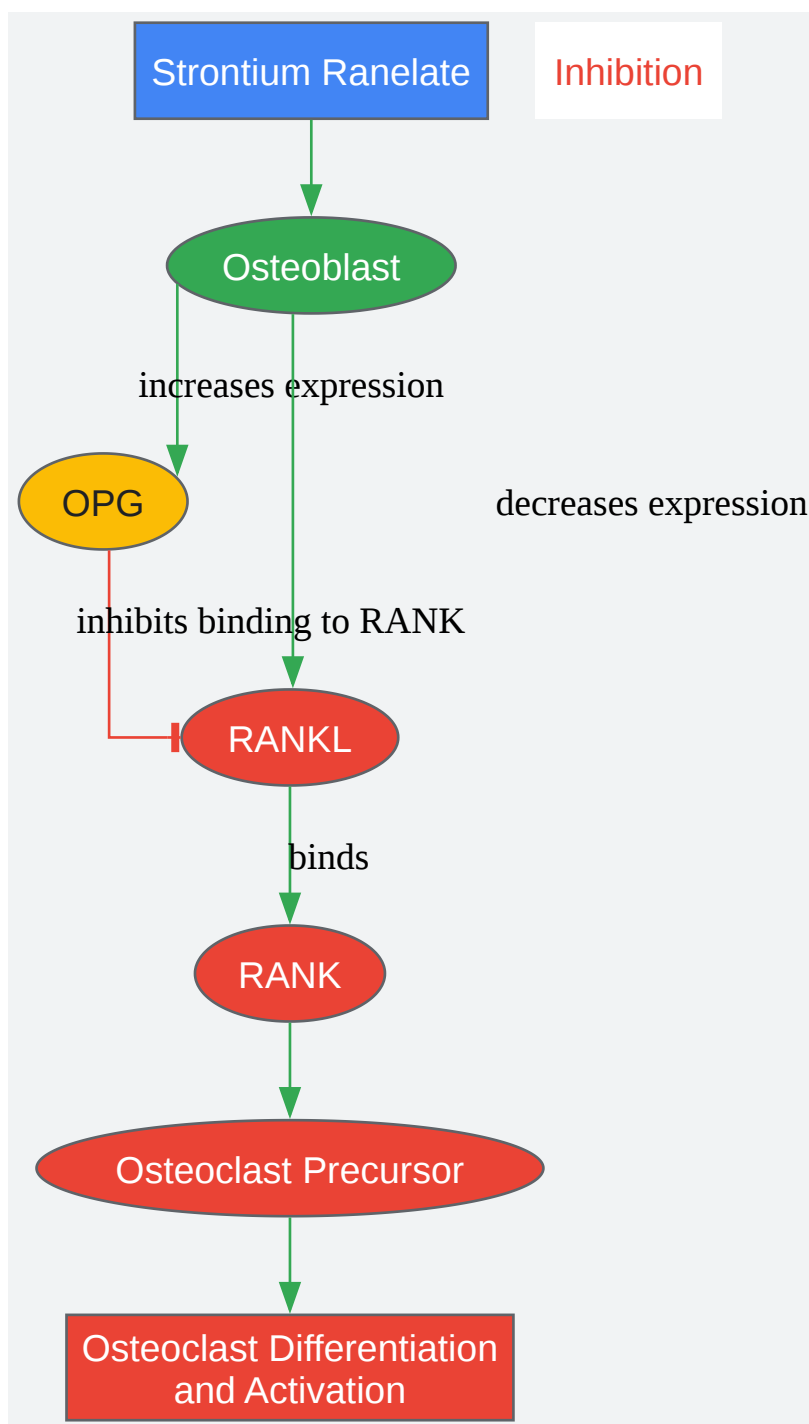 Strontium Ranelate
Inhibition
Osteoblast
increases expression
OPG
decreases expression
inhibits binding to RANK
RANKL
binds
RANK
Osteoclast Precursor
Osteoclast Differentiation
and Activation